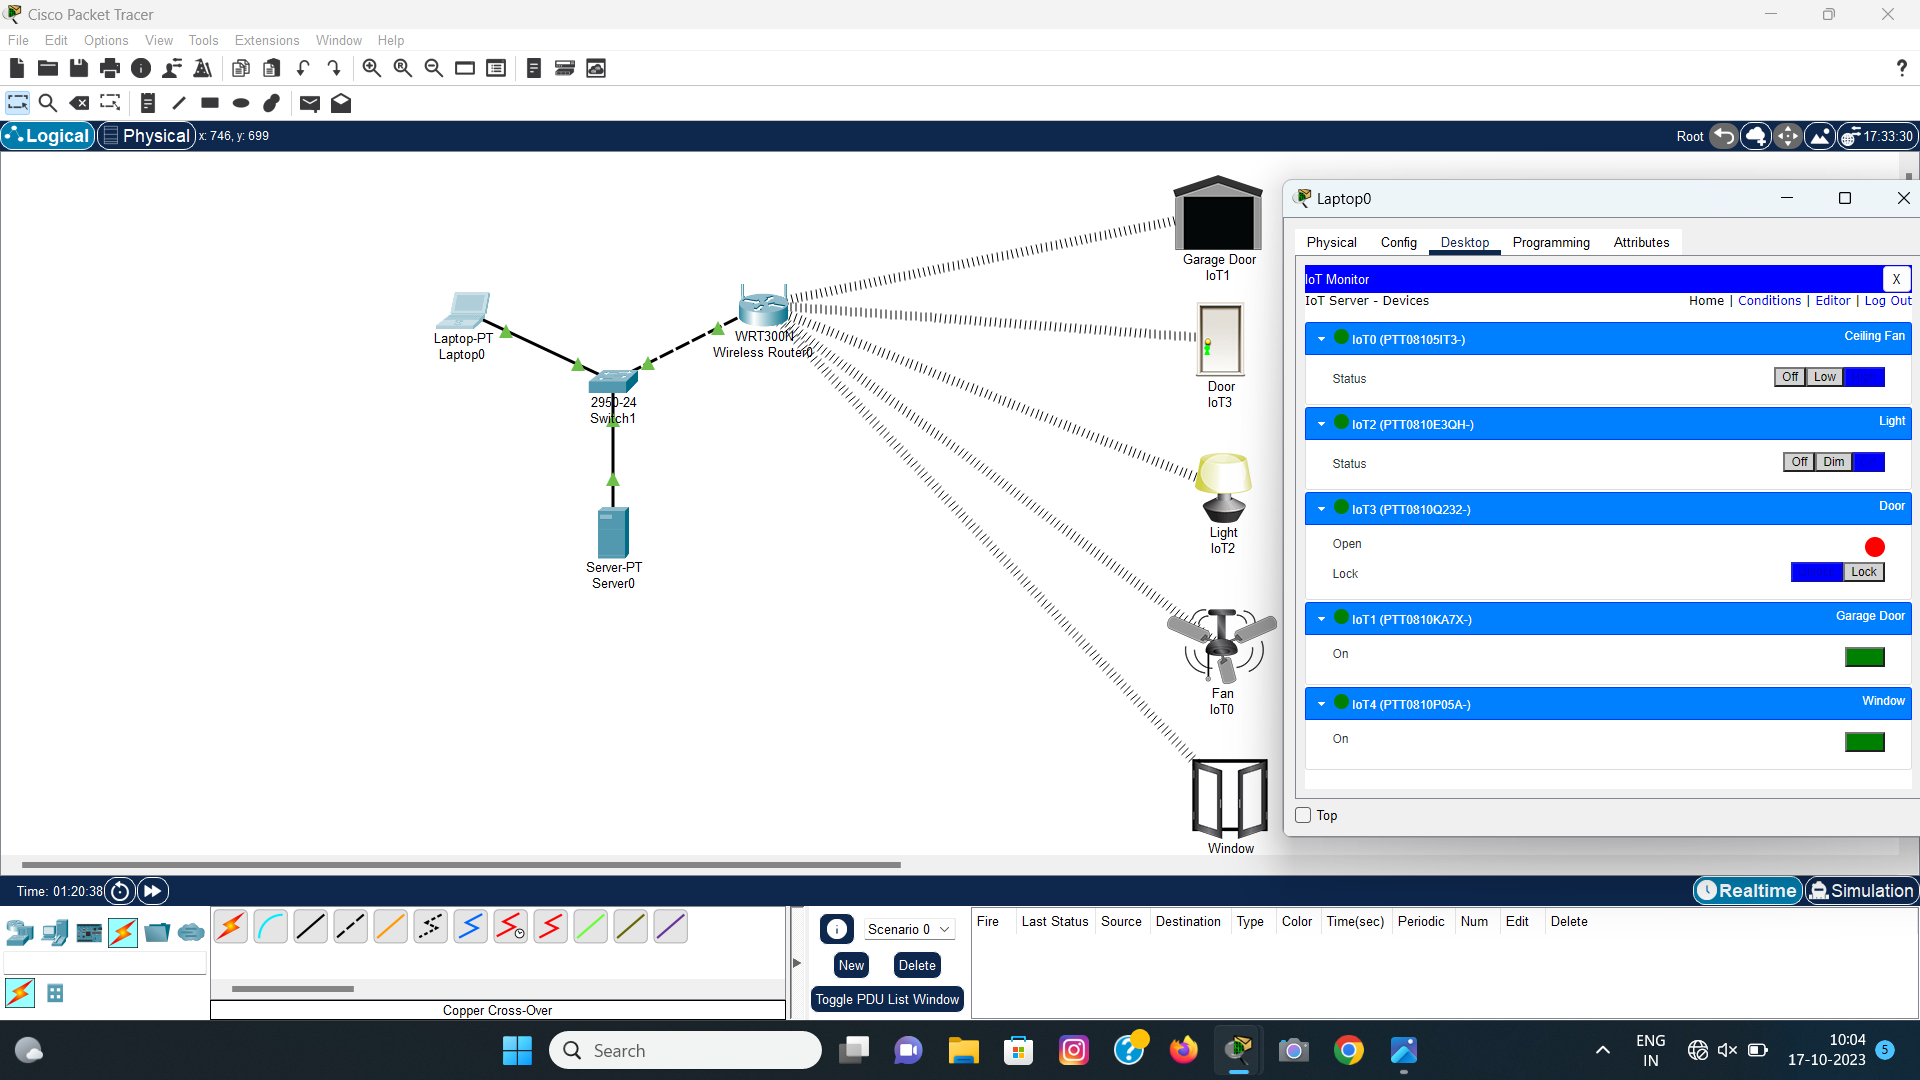 Cisco Packet Tracer
File Edit Options View Tools Extensions Window Help
?
Logical Physical x: 746, y: 699 Root 17:33:30
Garage Door
IoT1
Door
IoT3
Light
IoT2
Fan
IoT0
Window
Laptop-PT
Laptop0
WRT300N
Wireless Router0
2950-24
Switch1
Server-PT
Server0
Laptop0
Physical Config Desktop Programming Attributes
IoT Monitor X
IoT Server - Devices Home | Conditions | Editor | Log Out
IoT0 (PTT08105IT3-) Ceiling Fan
Status Off Low
IoT2 (PTT0810E3QH-) Light
Status Off Dim
IoT3 (PTT0810Q232-) Door
Open
Lock Lock
IoT1 (PTT0810KA7X-) Garage Door
On
IoT4 (PTT0810P05A-) Window
On
Top
Time: 01:20:38 Realtime Simulation
Scenario 0
New Delete
Toggle PDU List Window
Fire Last Status Source Destination Type Color Time(sec) Periodic Num Edit Delete
Copper Cross-Over
Search
ENG
IN
10:04
17-10-2023
5